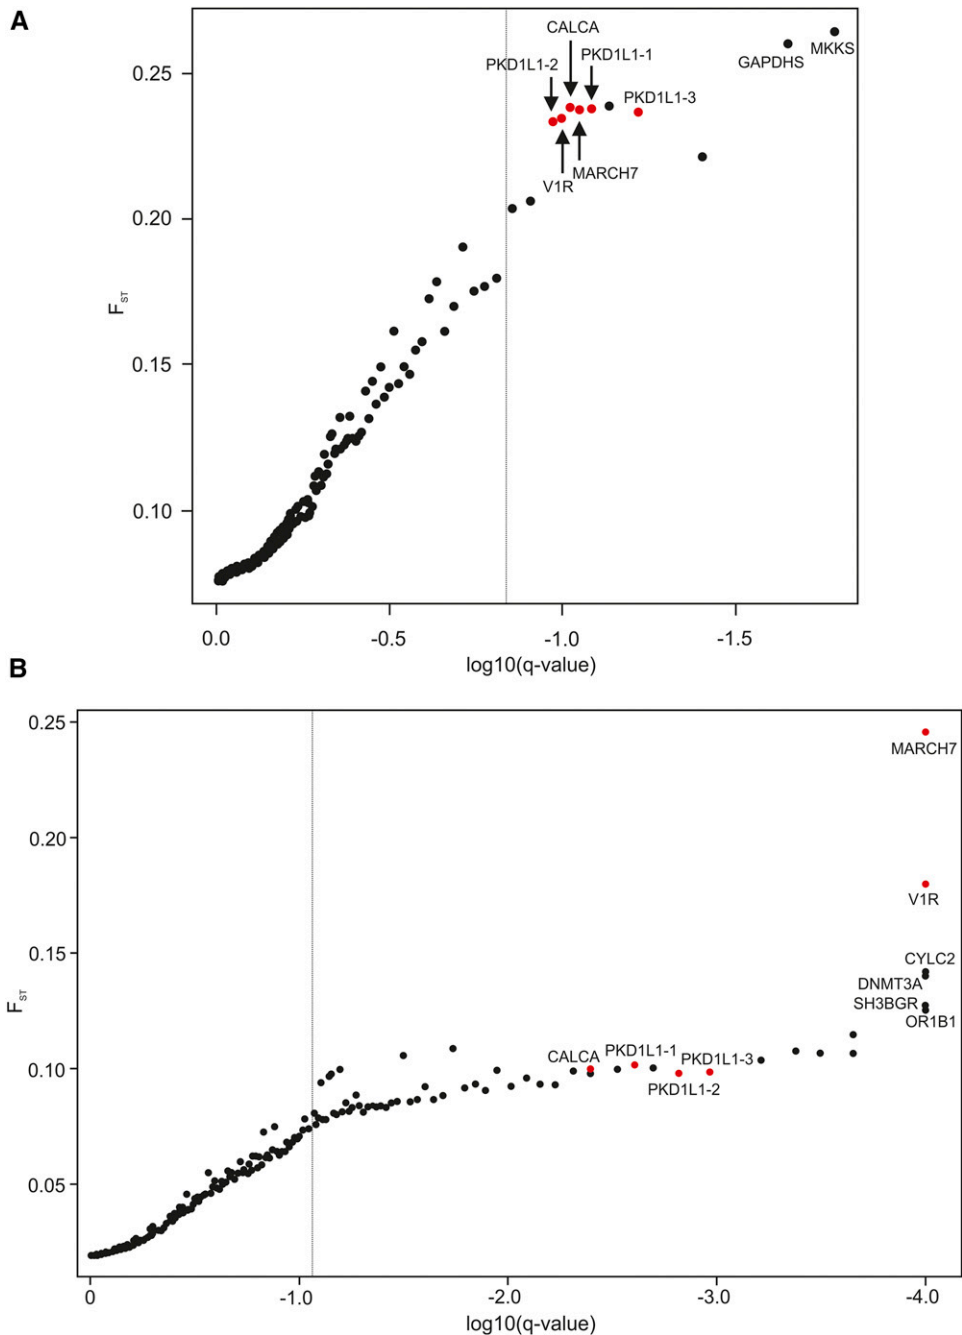 A
CALCA
PKD1L1-2
PKD1L1-1
GAPDHS
MKKS
PKD1L1-3
V1R
MARCH7
0.25
0.20
0.15
0.10
FST
0.0
-0.5
-1.0
-1.5
log10(q-value)
B
0.25
0.20
0.15
0.10
0.05
FST
MARCH7
V1R
CYLC2
DNMT3A
SH3BGR
OR1B1
CALCA
PKD1L1-1
PKD1L1-3
PKD1L1-2
0
-1.0
-2.0
-3.0
-4.0
log10(q-value)